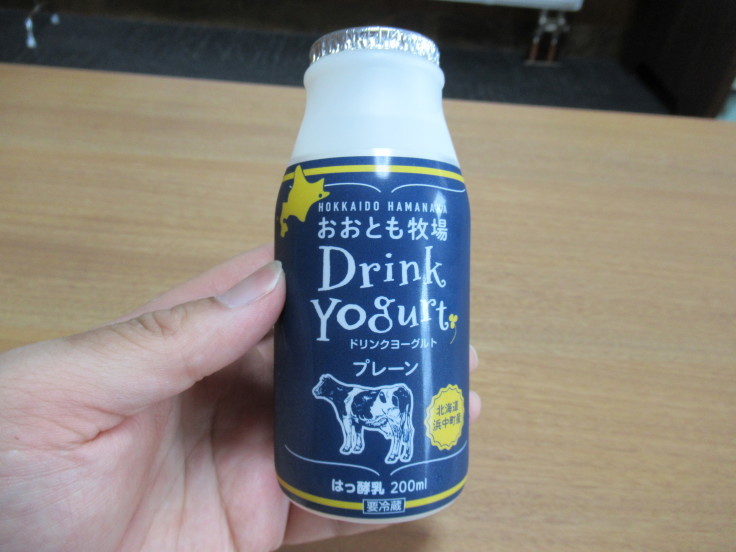 HOKKAIDO HAMANAKA
おおとも牧場
Drink
Yogurt
ドリンクヨーグルト
プレーン
北海道
浜中町産
はっ酵乳 200ml
要冷蔵